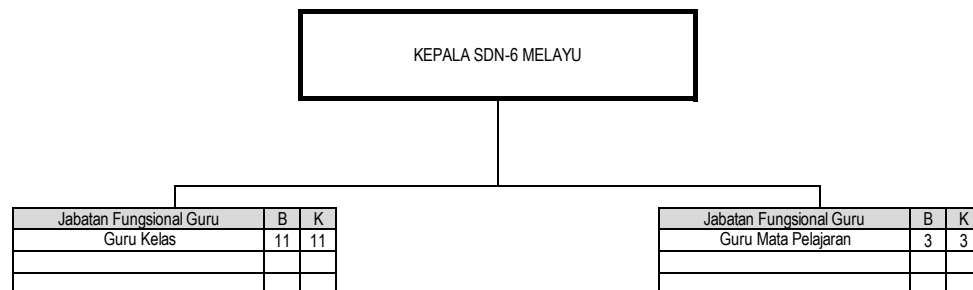 KEPALA SDN-6 MELAYU
Jabatan Fungsional Guru B K
Guru Kelas 11 11
Jabatan Fungsional Guru B K
Guru Mata Pelajaran 3 3